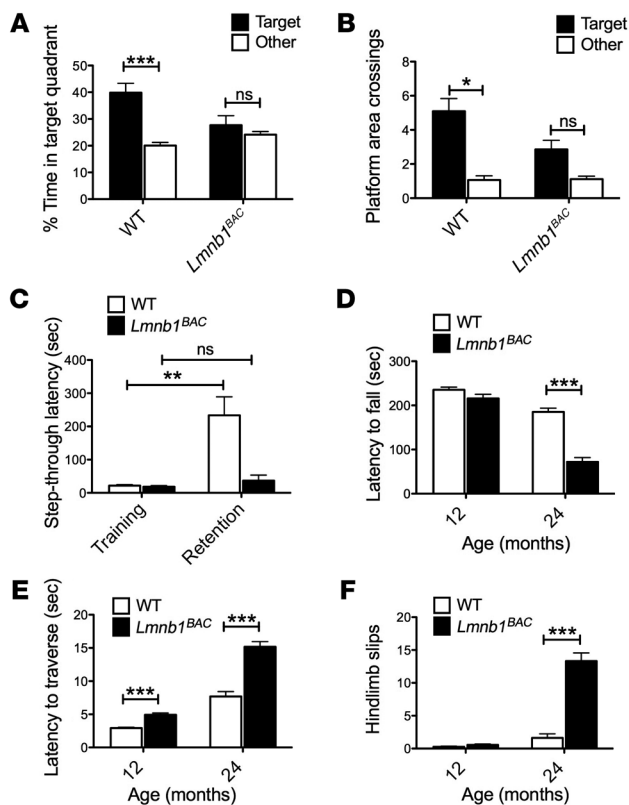 A
Target
Other
% Time in target quadrant
50
40
30
20
10
0
***
ns
WT
Lmnb1BAC
B
Target
Other
Platform area crossings
8
6
4
2
0
*
ns
WT
Lmnb1BAC
C
WT
Lmnb1BAC
Step-through latency (sec)
400
300
200
100
0
ns
**
Training
Retention
D
WT
Lmnb1BAC
Latency to fall (sec)
300
200
100
0
***
12
24
Age (months)
E
WT
Lmnb1BAC
Latency to traverse (sec)
20
15
10
5
0
***
***
12
24
Age (months)
F
WT
Lmnb1BAC
Hindlimb slips
20
15
10
5
0
***
12
24
Age (months)